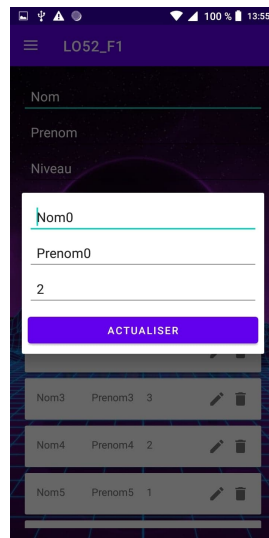 100 % 13:55
LO52_F1
Nom
Prenom
Niveau
Nom0
Prenom0
2
ACTUALISER
Nom3 Prenom3 3
Nom4 Prenom4 2
Nom5 Prenom5 1